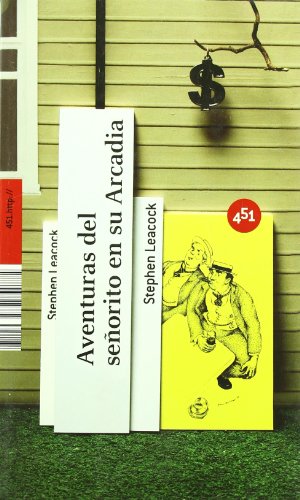 451.http://
Stephen Leacock
Aventuras del
señorito en su Arcadia
Stephen Leacock
451
$